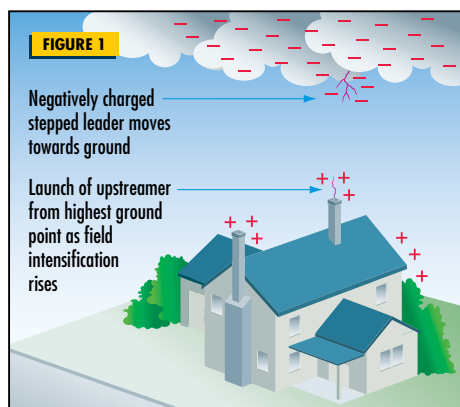 FIGURE 1
Negatively charged
stepped leader moves
towards ground
Launch of upstreamer
from highest ground
point as field
intensification
rises